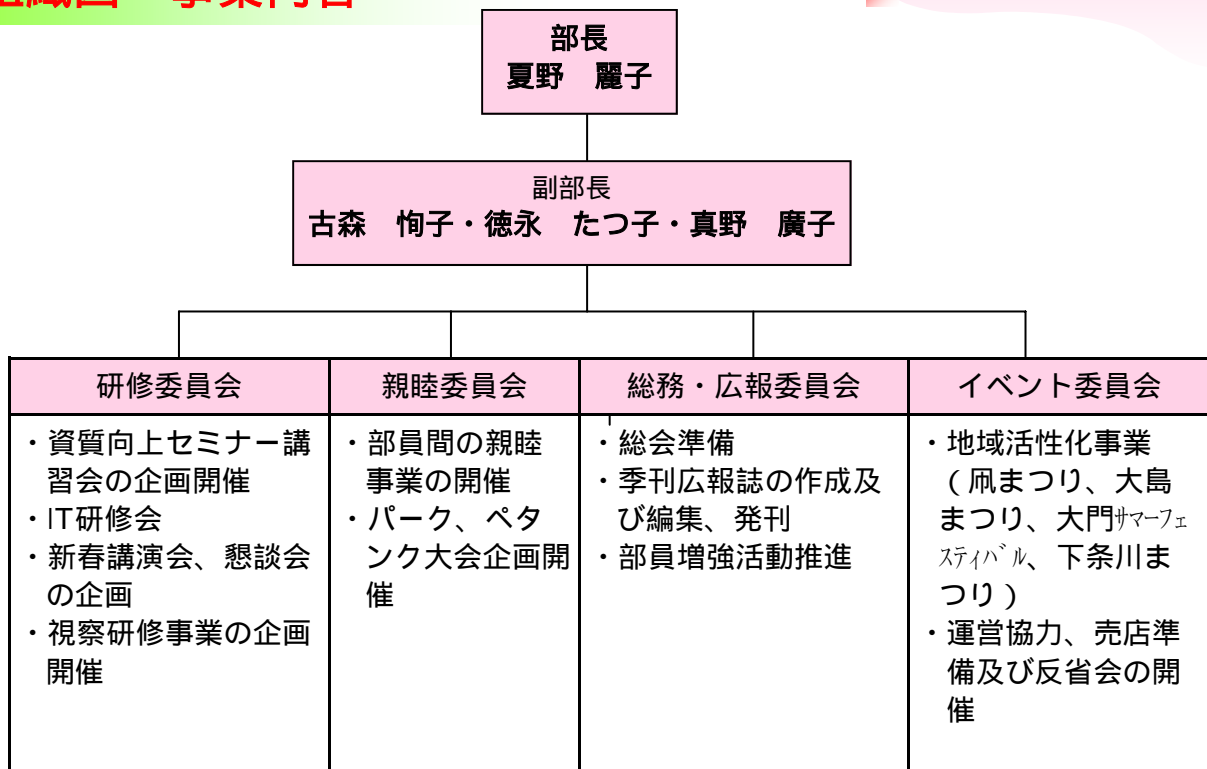 組織図・事業内容
部長
夏野　麗子
副部長
古森　恂子・徳永　たつ子・真野　廣子
研修委員会
・資質向上セミナー講
習会の企画開催
・IT研修会
・新春講演会、懇談会
の企画
・視察研修事業の企画
開催
親睦委員会
・部員間の親睦
事業の開催
・パーク、ペタ
ンク大会企画開
催
総務・広報委員会
・総会準備
・季刊広報誌の作成及
び編集、発刊
・部員増強活動推進
イベント委員会
・地域活性化事業
（凧まつり、大島
まつり、大門ｻﾏｰﾌｪ
ｽﾃｨﾊﾞﾙ、下条川ま
つり）
・運営協力、売店準
備及び反省会の開
催